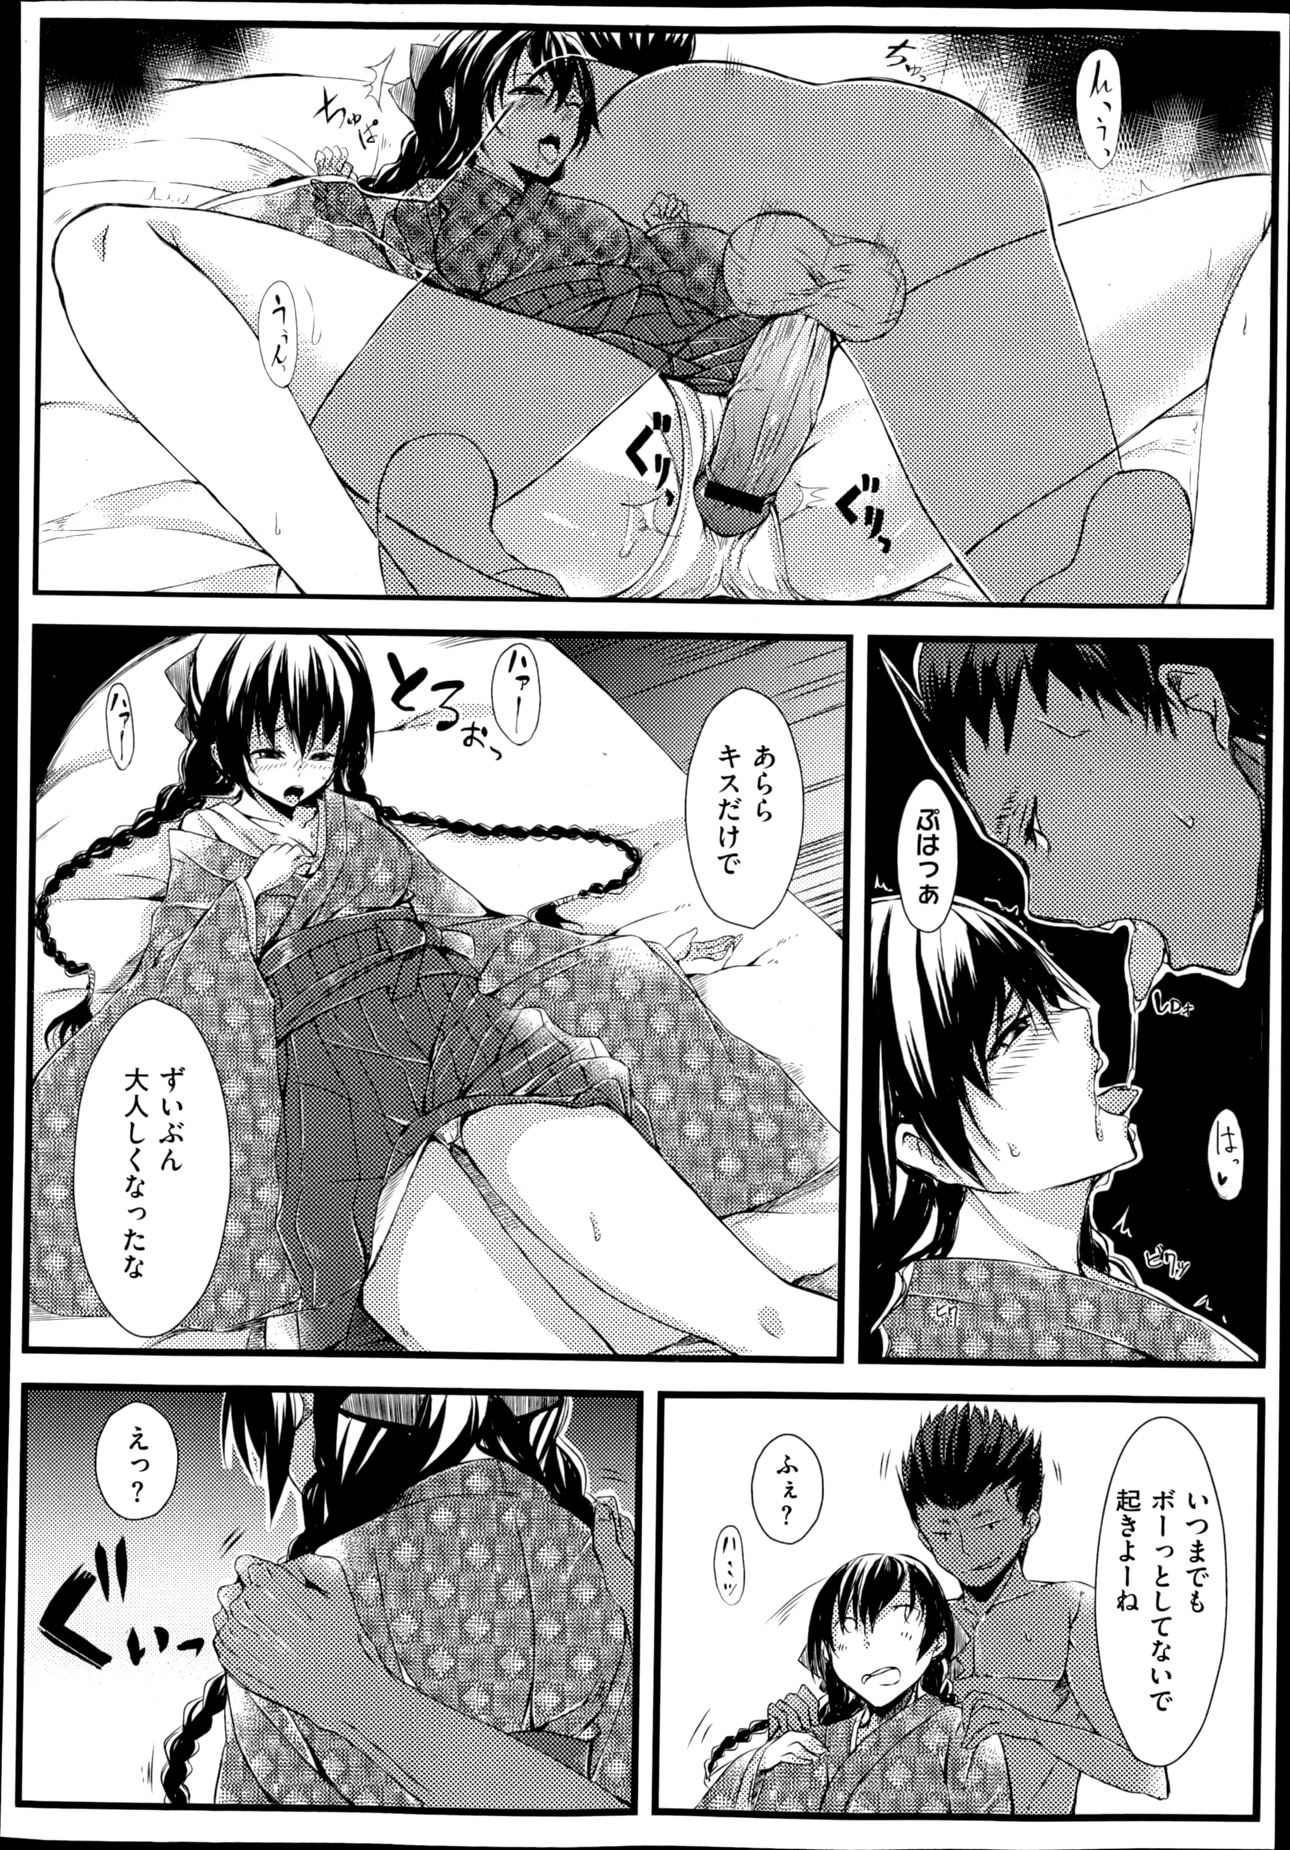 ちゅっ
ん、う、
ちゅぱ
うぅんっ
ぐりっ
ぐりっ
ぷはっぁ
はっ♥
ビクッ
とろぉっ
ハァー
ハァー
あらら
キスだけで
ずいぶん
大人しくなったな
いつまでも
ボーっとしてないで
起きよーね
ふぇ?
えっ?
ぐいっ